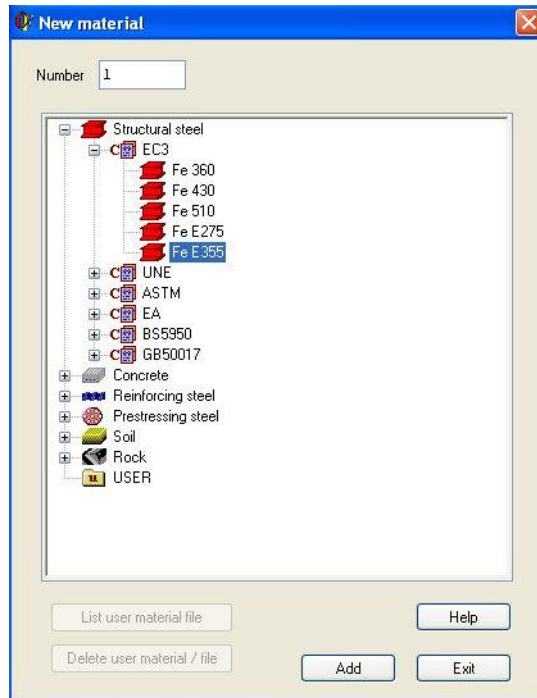 New material
Number 1
Structural steel
C EC3
Fe 360
Fe 430
Fe 510
Fe E275
Fe E355
C UNE
C ASTM
C EA
C BS5950
C GB50017
Concrete
Reinforcing steel
Prestressing steel
Soil
Rock
u USER
List user material file
Help
Delete user material / file
Add
Exit